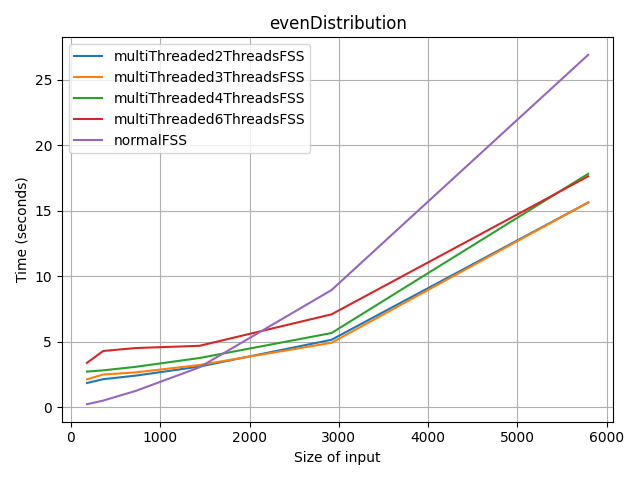 evenDistribution
multiThreaded2ThreadsFSS
multiThreaded3ThreadsFSS
multiThreaded4ThreadsFSS
multiThreaded6ThreadsFSS
normalFSS
Time (seconds)
25
20
15
10
5
0
0 1000 2000 3000 4000 5000 6000
Size of input